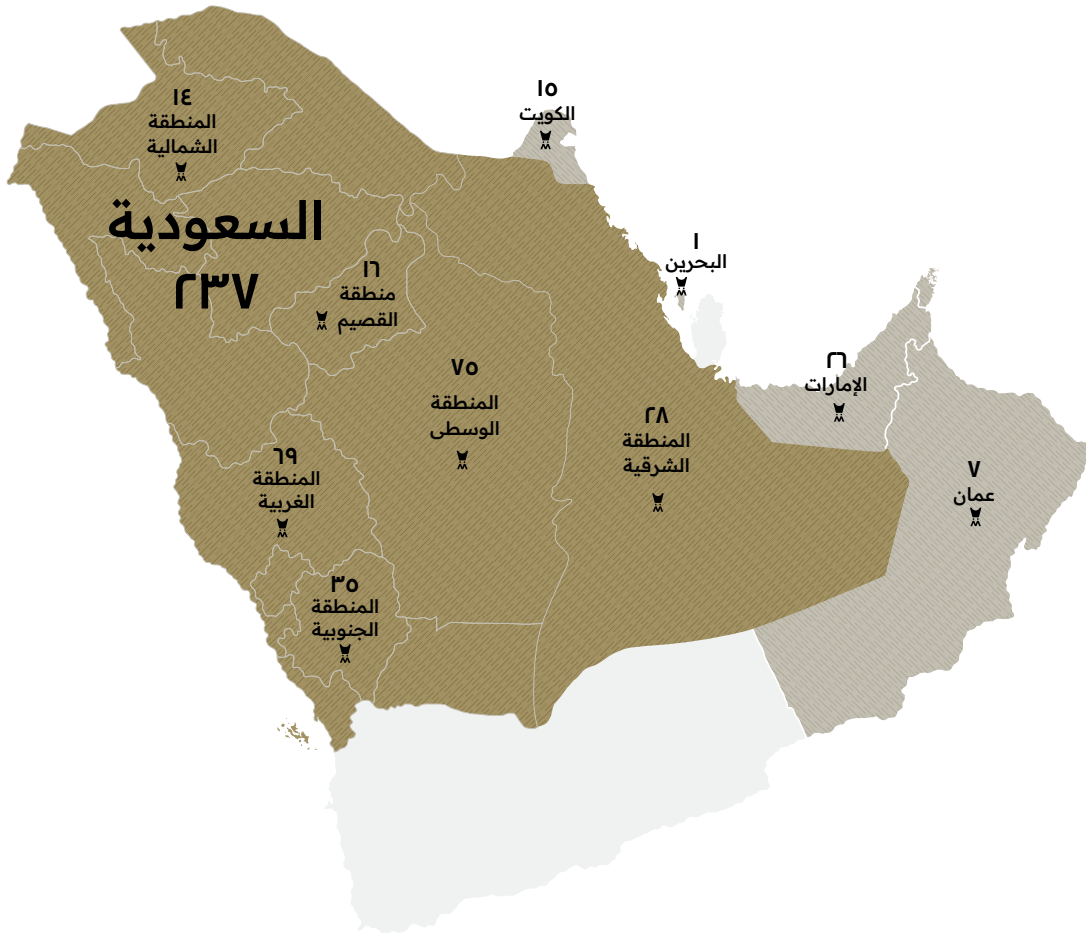 ١٤
المنطقة
الشمالية
السعودية
٢٣٧
١٦
منطقة
القصيم
٧٥
المنطقة
الوسطى
٦٩
المنطقة
الغربية
٣٥
المنطقة
الجنوبية
٢٨
المنطقة
الشرقية
١٥
الكويت
١
البحرين
٢٦
الإمارات
٧
عمان